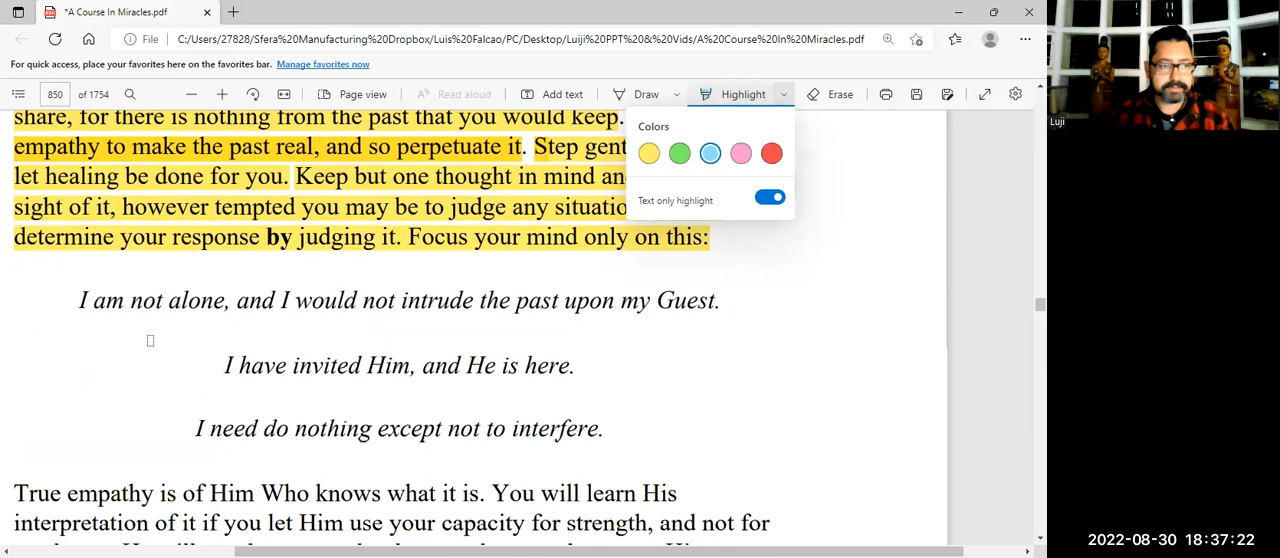 *A Course In Miracles.pdf
File C:/Users/27828/Sfera%20Manufacturing%20Dropbox/Luis%20Falcao/PC/Desktop/Luiji%20PPT%20&%20Vids/A%20Course%20In%20Miracles.pdf
For quick access, place your favorites here on the favorites bar. Manage favorites now
850 of 1754 Page view Read aloud Add text Draw Highlight Erase
Colors
Text only highlight
share, for there is nothing from the past that you would keep.
empathy to make the past real, and so perpetuate it. Step gent
let healing be done for you. Keep but one thought in mind an
sight of it, however tempted you may be to judge any situatio
determine your response by judging it. Focus your mind only on this:
I am not alone, and I would not intrude the past upon my Guest.
I have invited Him, and He is here.
I need do nothing except not to interfere.
True empathy is of Him Who knows what it is. You will learn His
interpretation of it if you let Him use your capacity for strength, and not for
Luji
2022-08-30 18:37:22